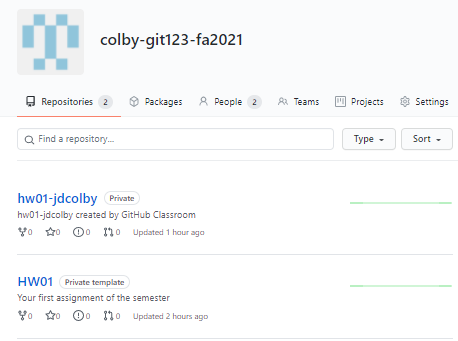 colby-git123-fa2021
Repositories 2 Packages People 2 Teams Projects Settings
Find a repository... Type Sort
hw01-jdcolby Private
hw01-jdcolby created by GitHub Classroom
0 0 0 0 Updated 1 hour ago
HW01 Private template
Your first assignment of the semester
0 0 0 0 Updated 2 hours ago